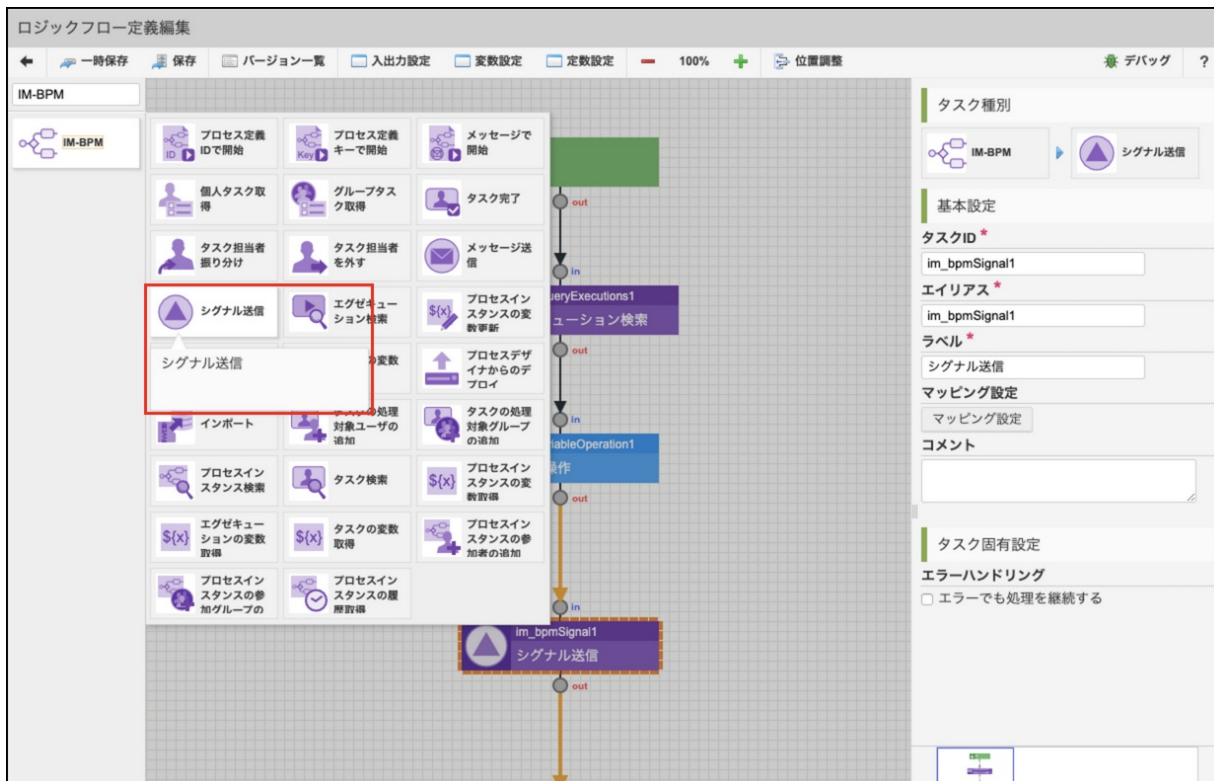 ロジックフロー定義編集
一時保存 保存 バージョン一覧 入出力設定 変数設定 定数設定 100% 位置調整 デバッグ ?
IM-BPM
IM-BPM
プロセス定義
IDで開始
プロセス定義
キーで開始
メッセージで
開始
個人タスク取
得
グループタス
ク取得
タスク完了
タスク担当者
振り分け
タスク担当者
を外す
メッセージ送
信
シグナル送信
エグゼキュー
ション検索
プロセスイン
スタンスの変
数更新
シグナル送信
の変数
プロセスデザ
イナからのデ
プロイ
インポート
タスクの処理
対象ユーザの
追加
タスクの処理
対象グループ
の追加
プロセスイン
スタンス検索
タスク検索
プロセスイン
スタンスの変
数取得
エグゼキュー
ションの変数
取得
タスクの変数
取得
プロセスイン
スタンスの参
加者の追加
プロセスイン
スタンスの参
加グループの
プロセスイン
スタンスの履
歴取得
out
in
ueryExecutions1
ューション検索
out
in
riableOperation1
操作
out
in
im_bpmSignal1
シグナル送信
out
タスク種別
IM-BPM シグナル送信
基本設定
タスクID *
im_bpmSignal1
エイリアス *
im_bpmSignal1
ラベル *
シグナル送信
マッピング設定
マッピング設定
コメント
タスク固有設定
エラーハンドリング
エラーでも処理を継続する